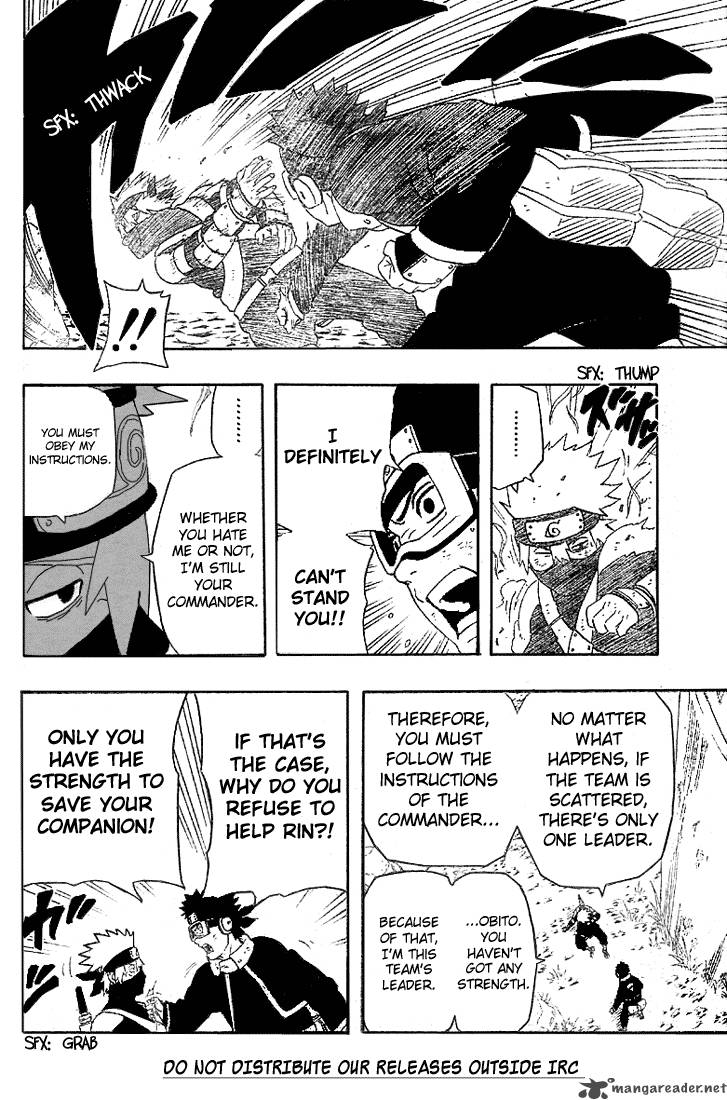 SFX: THWACK
!!
SFX: THUMP
.........
I
DEFINITELY
CAN'T
STAND
YOU!!
.........
WHETHER
YOU HATE
ME OR NOT,
I'M STILL
YOUR
COMMANDER.
YOU MUST
OBEY MY
INSTRUCTIONS.
NO MATTER
WHAT
HAPPENS, IF
THE TEAM IS
SCATTERED,
THERE'S ONLY
ONE LEADER.
THEREFORE,
YOU MUST
FOLLOW THE
INSTRUCTIONS
OF THE
COMMANDER...
...OBITO.
YOU
HAVEN'T
GOT ANY
STRENGTH.
BECAUSE
OF THAT,
I'M THIS
TEAM'S
LEADER.
IF THAT'S
THE CASE,
WHY DO YOU
REFUSE TO
HELP RIN?!
ONLY YOU
HAVE THE
STRENGTH TO
SAVE YOUR
COMPANION!
SFX: GRAB
DO NOT DISTRIBUTE OUR RELEASES OUTSIDE IRC
mangareader.net